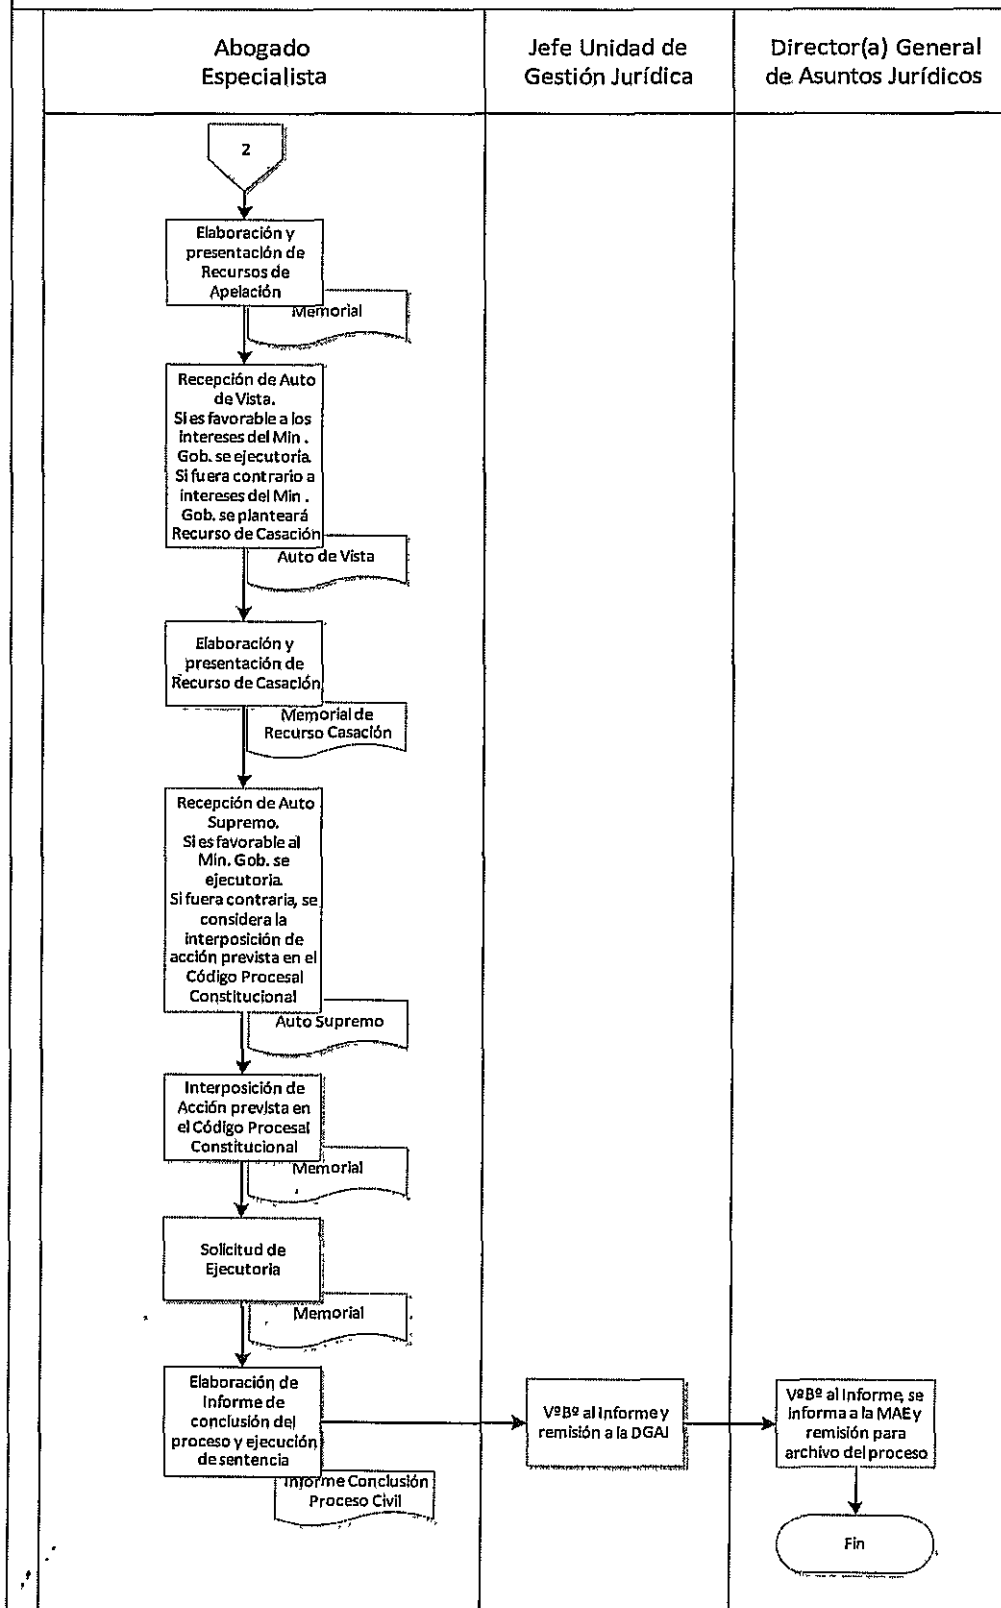 Abogado
Especialista
Jefe Unidad de
Gestión Jurídica
Director(a) General
de Asuntos Jurídicos
2
Elaboración y
presentación de
Recursos de
Apelación
Memorial
Recepción de Auto
de Vista.
Si es favorable a los
intereses del Min.
Gob. se ejecutoria.
Si fuera contrario a
intereses del Min.
Gob. se planteará
Recurso de Casación
Auto de Vista
Elaboración y
presentación de
Recurso de Casación
Memorial de
Recurso Casación
Recepción de Auto
Supremo.
Si es favorable al
Min. Gob. se
ejecutoria.
Si fuera contraria, se
considera la
interposición de
acción prevista en el
Código Procesal
Constitucional
Auto Supremo
Interposición de
Acción prevista en
el Código Procesal
Constitucional
Memorial
Solicitud de
Ejecutoria
Memorial
Elaboración de
Informe de
conclusión del
proceso y ejecución
de sentencia
Informe Conclusión
Proceso Civil
VºBº al Informe y
remisión a la DGAJ
VºBº al Informe, se
informa a la MAE y
remisión para
archivo del proceso
Fin